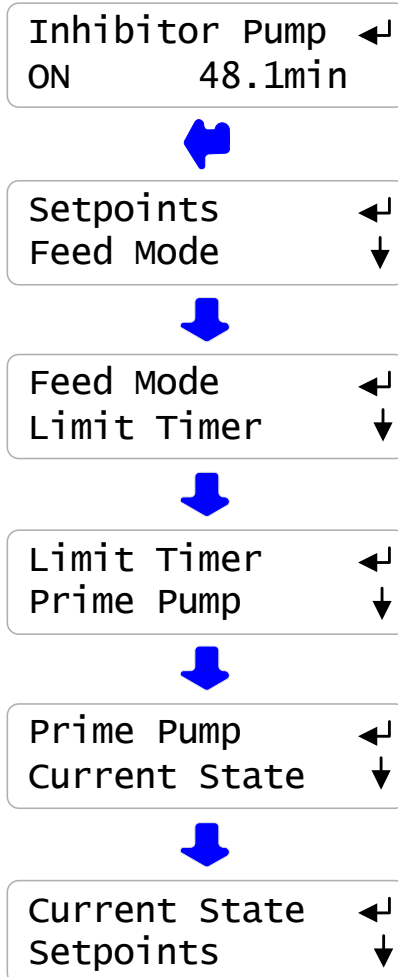 Inhibitor Pump
ON 48.1min
Setpoints
Feed Mode
Feed Mode
Limit Timer
Limit Timer
Prime Pump
Prime Pump
Current State
Current State
Setpoints